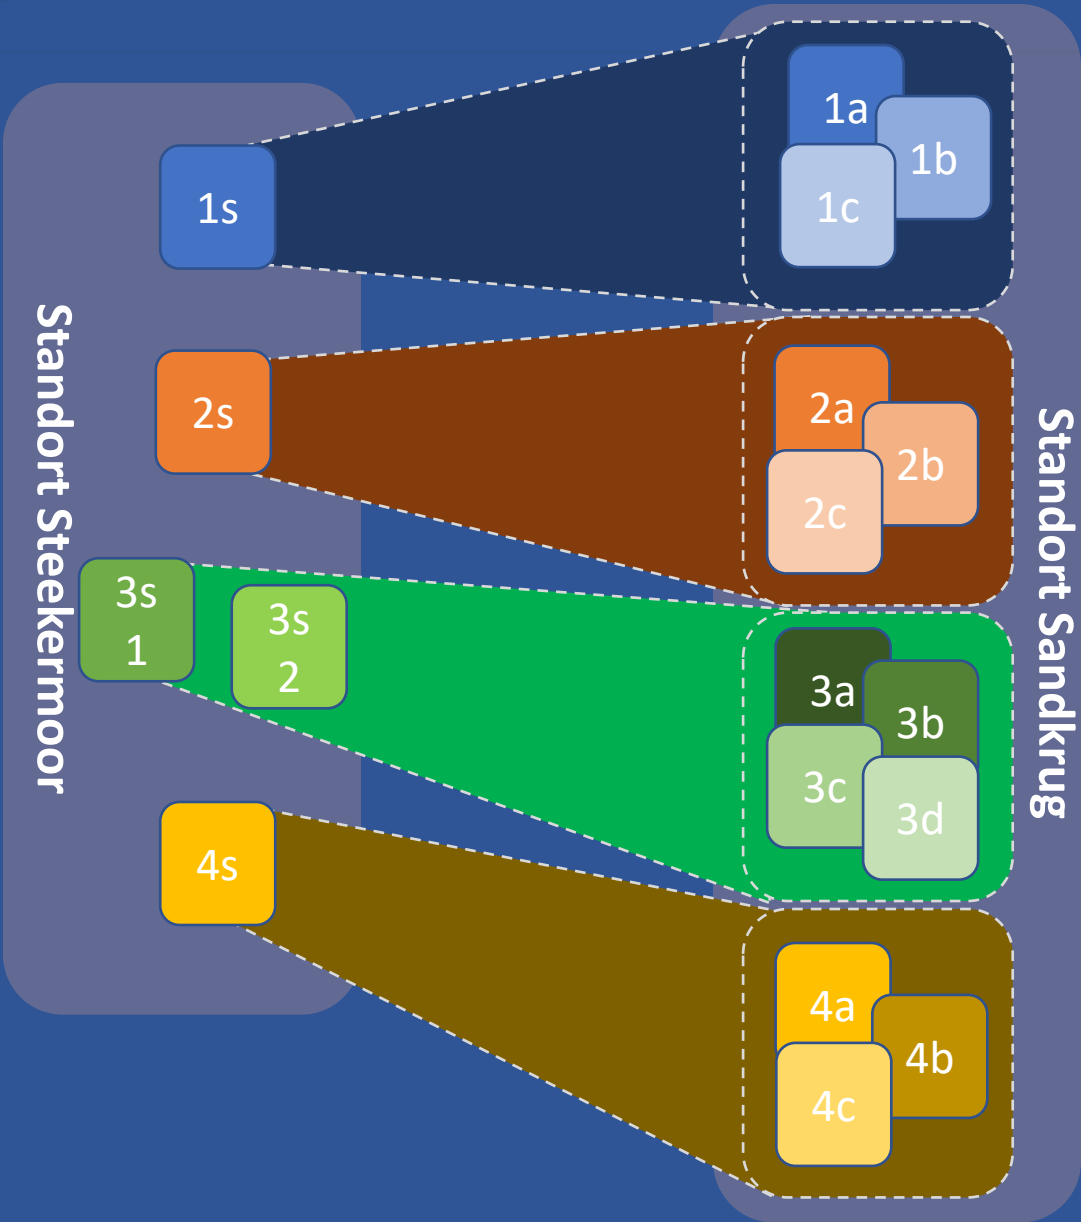 Standort Steekermoor
1s
2s
3s
1
3s
2
4s
1a
1b
1c
2a
2b
2c
3a
3b
3c
3d
4a
4b
4c
Standort Sandkrug